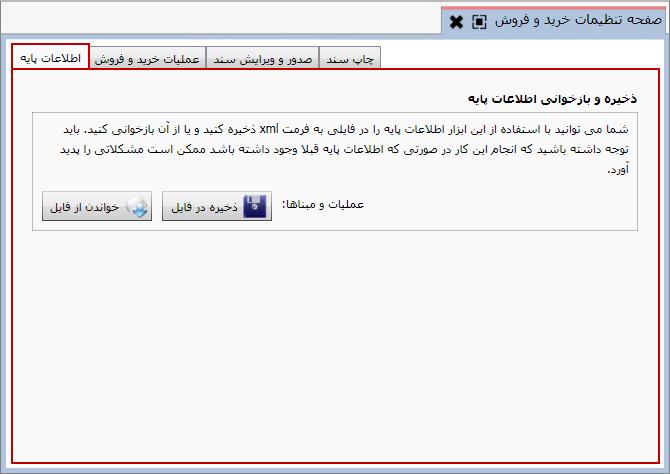 صفحه تنظیمات خرید و فروش
چاپ سند
صدور و ویرایش سند
عملیات خرید و فروش
اطلاعات پایه
ذخیره و بازخوانی اطلاعات پایه
شما می توانید با استفاده از این ابزار اطلاعات پایه را در فایلی به فرمت xml ذخیره کنید و یا از آن بازخوانی کنید. باید
توجه داشته باشید که انجام این کار در صورتی که اطلاعات پایه قبلا وجود داشته باشد ممکن است مشکلاتی را پدید
آورد.
عملیات و مبناها:
ذخیره در فایل
خواندن از فایل